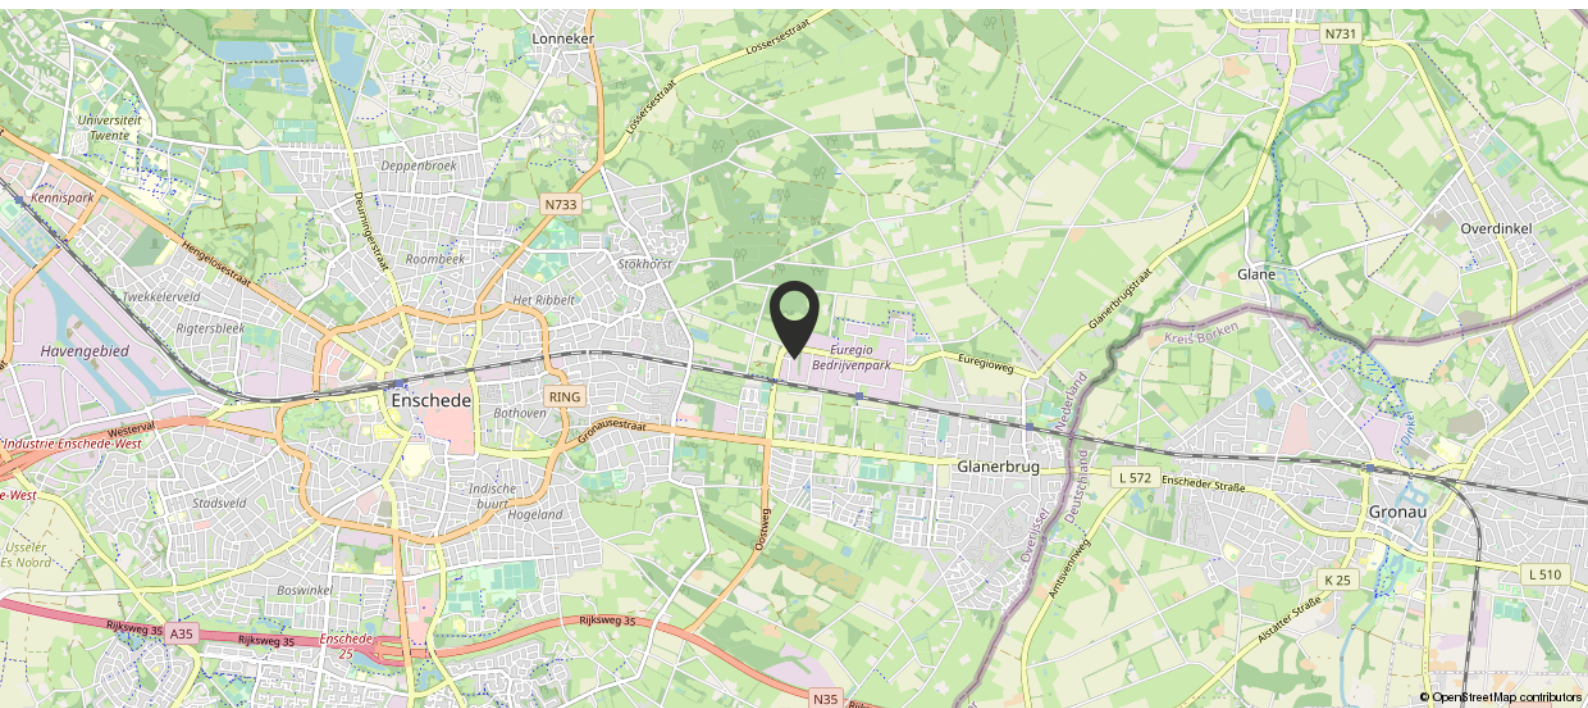 Lonneker
Lossersestraat
N731
Universiteit
Twente
Lossersestraat
Deppenbroek
Kennispark
N733
Deurningerstraat
Overdinkel
Hengelosestraat
Roombeek
Stokhorst
Glane
Glanerbrugstraat
Twekkelerveld
Het Ribbelt
Rigtersbleek
Kreis Borken
Havengebied
Euregio
Bedrijvenpark
Euregioweg
Enschede
RING
Bothoven
Nederland
Westerval
Gronausestraat
Dinkel
Industrie Enschede-West
Glanerbrug
L 572
Enscheder Straße
Deutschland
e-West
Stadsveld
Indische
buurt
Hogeland
Gronau
Oostweg
Overijssel
Usseler
Es Noord
Amtsvennweg
K 25
L 510
Boswinkel
Alstätter Straße
Rijksweg 35
A35
Rijksweg 35
Enschede
25
Rijksweg 35
N35
© OpenStreetMap contributors